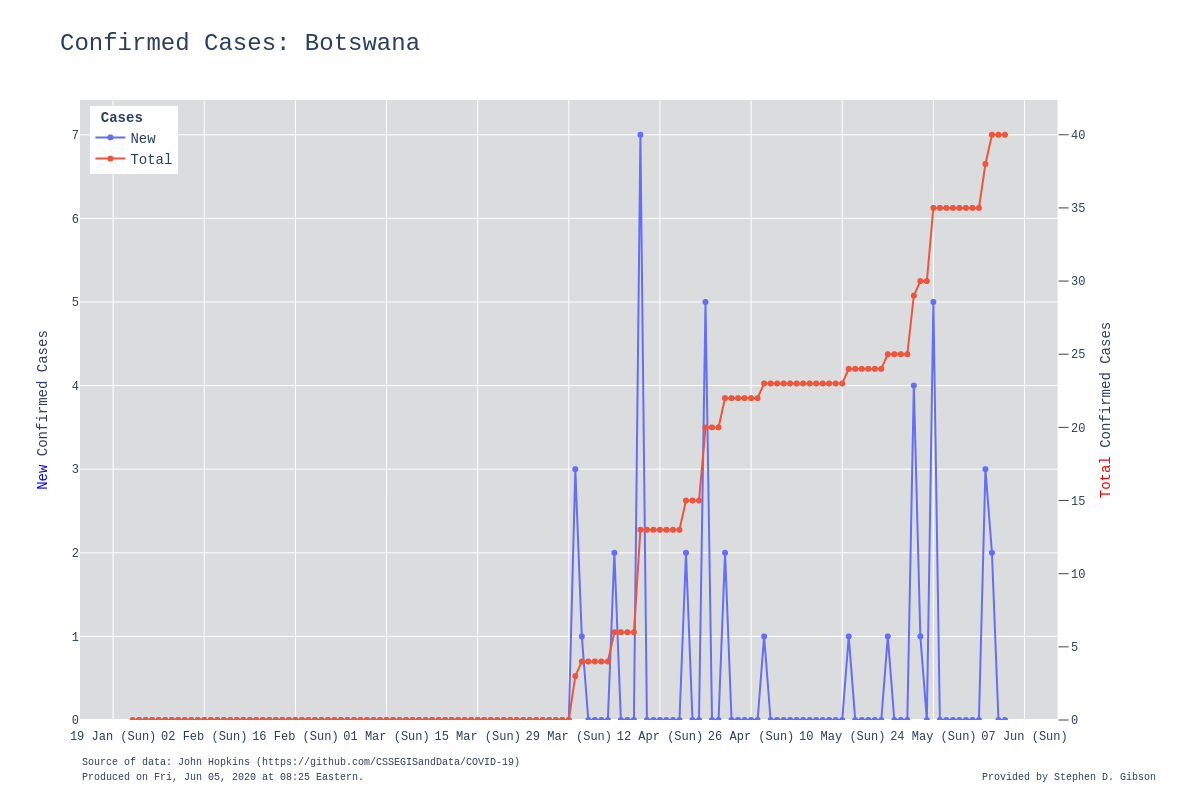 Confirmed Cases: Botswana
Cases
New
Total
7
6
5
4
3
2
1
0
New Confirmed Cases
40
35
30
25
20
15
10
5
0
Total Confirmed Cases
19 Jan (Sun) 02 Feb (Sun) 16 Feb (Sun) 01 Mar (Sun) 15 Mar (Sun) 29 Mar (Sun) 12 Apr (Sun) 26 Apr (Sun) 10 May (Sun) 24 May (Sun) 07 Jun (Sun)
Source of data: John Hopkins (https://github.com/CSSEGISandData/COVID-19)
Produced on Fri, Jun 05, 2020 at 08:25 Eastern.
Provided by Stephen D. Gibson